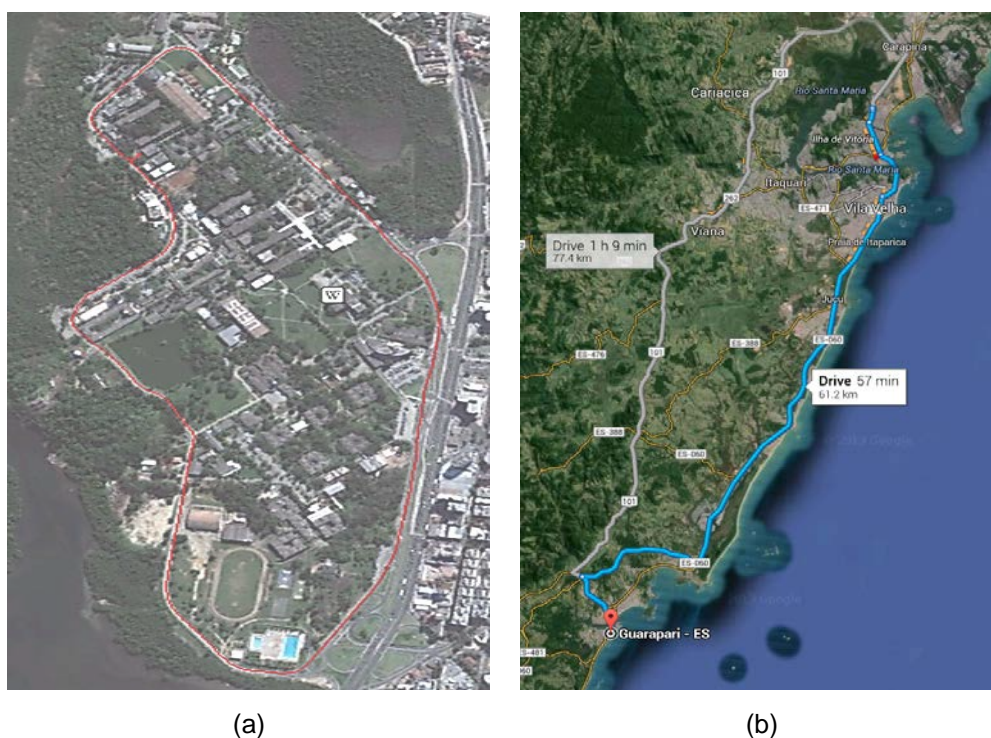 W
Carapina
101
Cariacica
Rio Santa Maria
Ilha de Vitória
Rio Santa Maria
Itaquari
262
ES-471
Vila Velha
Viana
Praia de Itaparica
Drive 1 h 9 min
77.4 km
Jucu
ES-060
ES-388
ES-476
101
Drive 57 min
61.2 km
ES-388
ES-060
101
ES-060
Guarapari - ES
ES-481
060
(a)
(b)